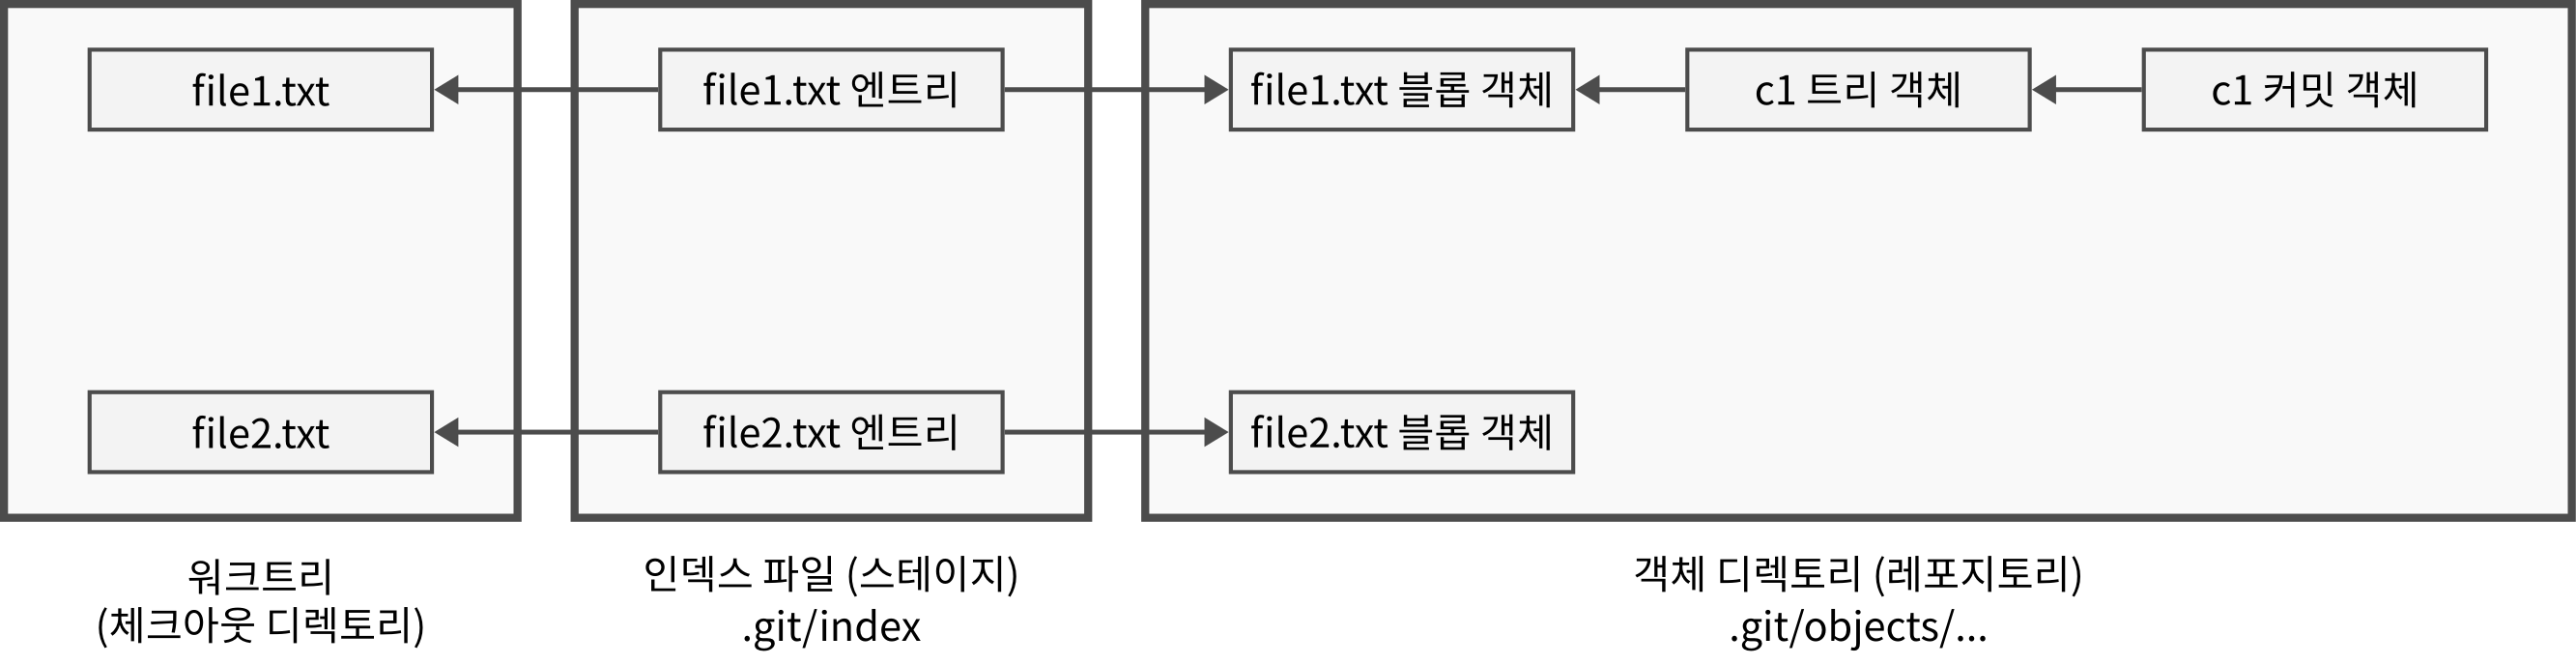 file1.txt
file1.txt 엔트리
file1.txt 블롭 객체
c1 트리 객체
c1 커밋 객체
file2.txt
file2.txt 엔트리
file2.txt 블롭 객체
워크트리
(체크아웃 디렉토리)
인덱스 파일 (스테이지)
.git/index
객체 디렉토리 (레포지토리)
.git/objects/...